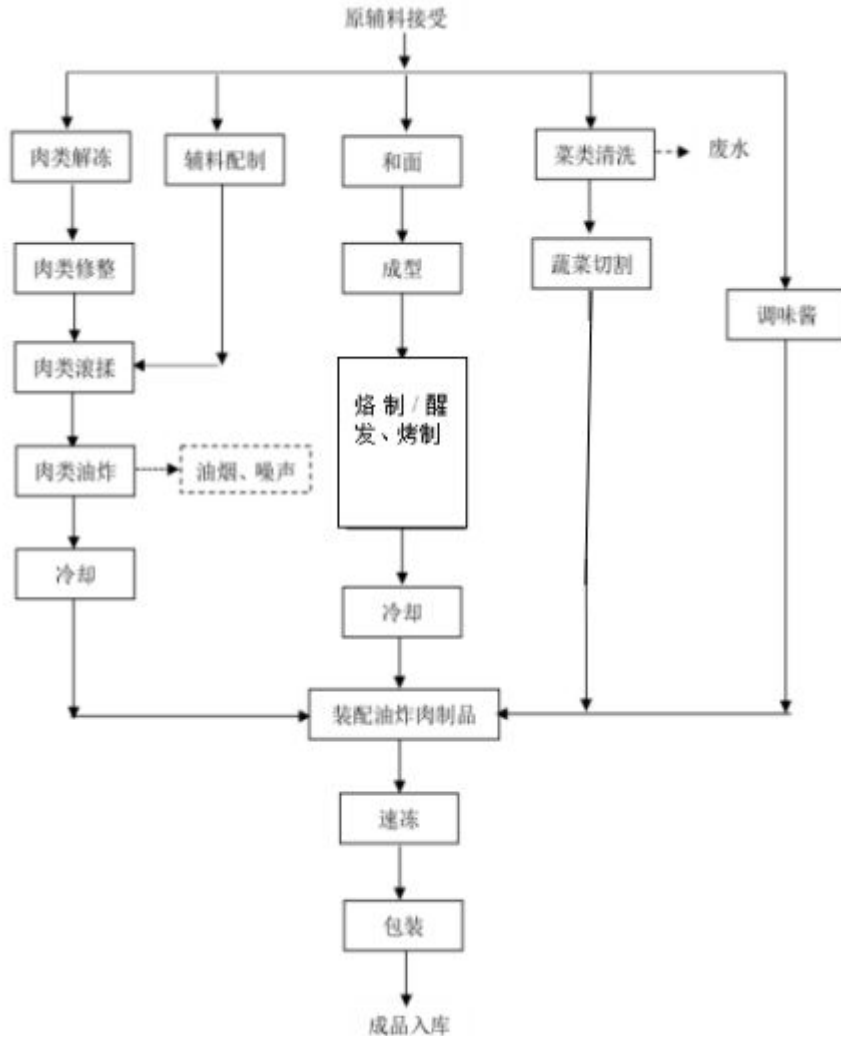 原辅料接受
肉类解冻
辅料配制
和面
菜类清洗
废水
肉类修整
成型
蔬菜切割
调味酱
肉类滚揉
烙制/醒
发、烤制
肉类油炸
油烟、噪声
冷却
冷却
装配油炸肉制品
速冻
包装
成品入库